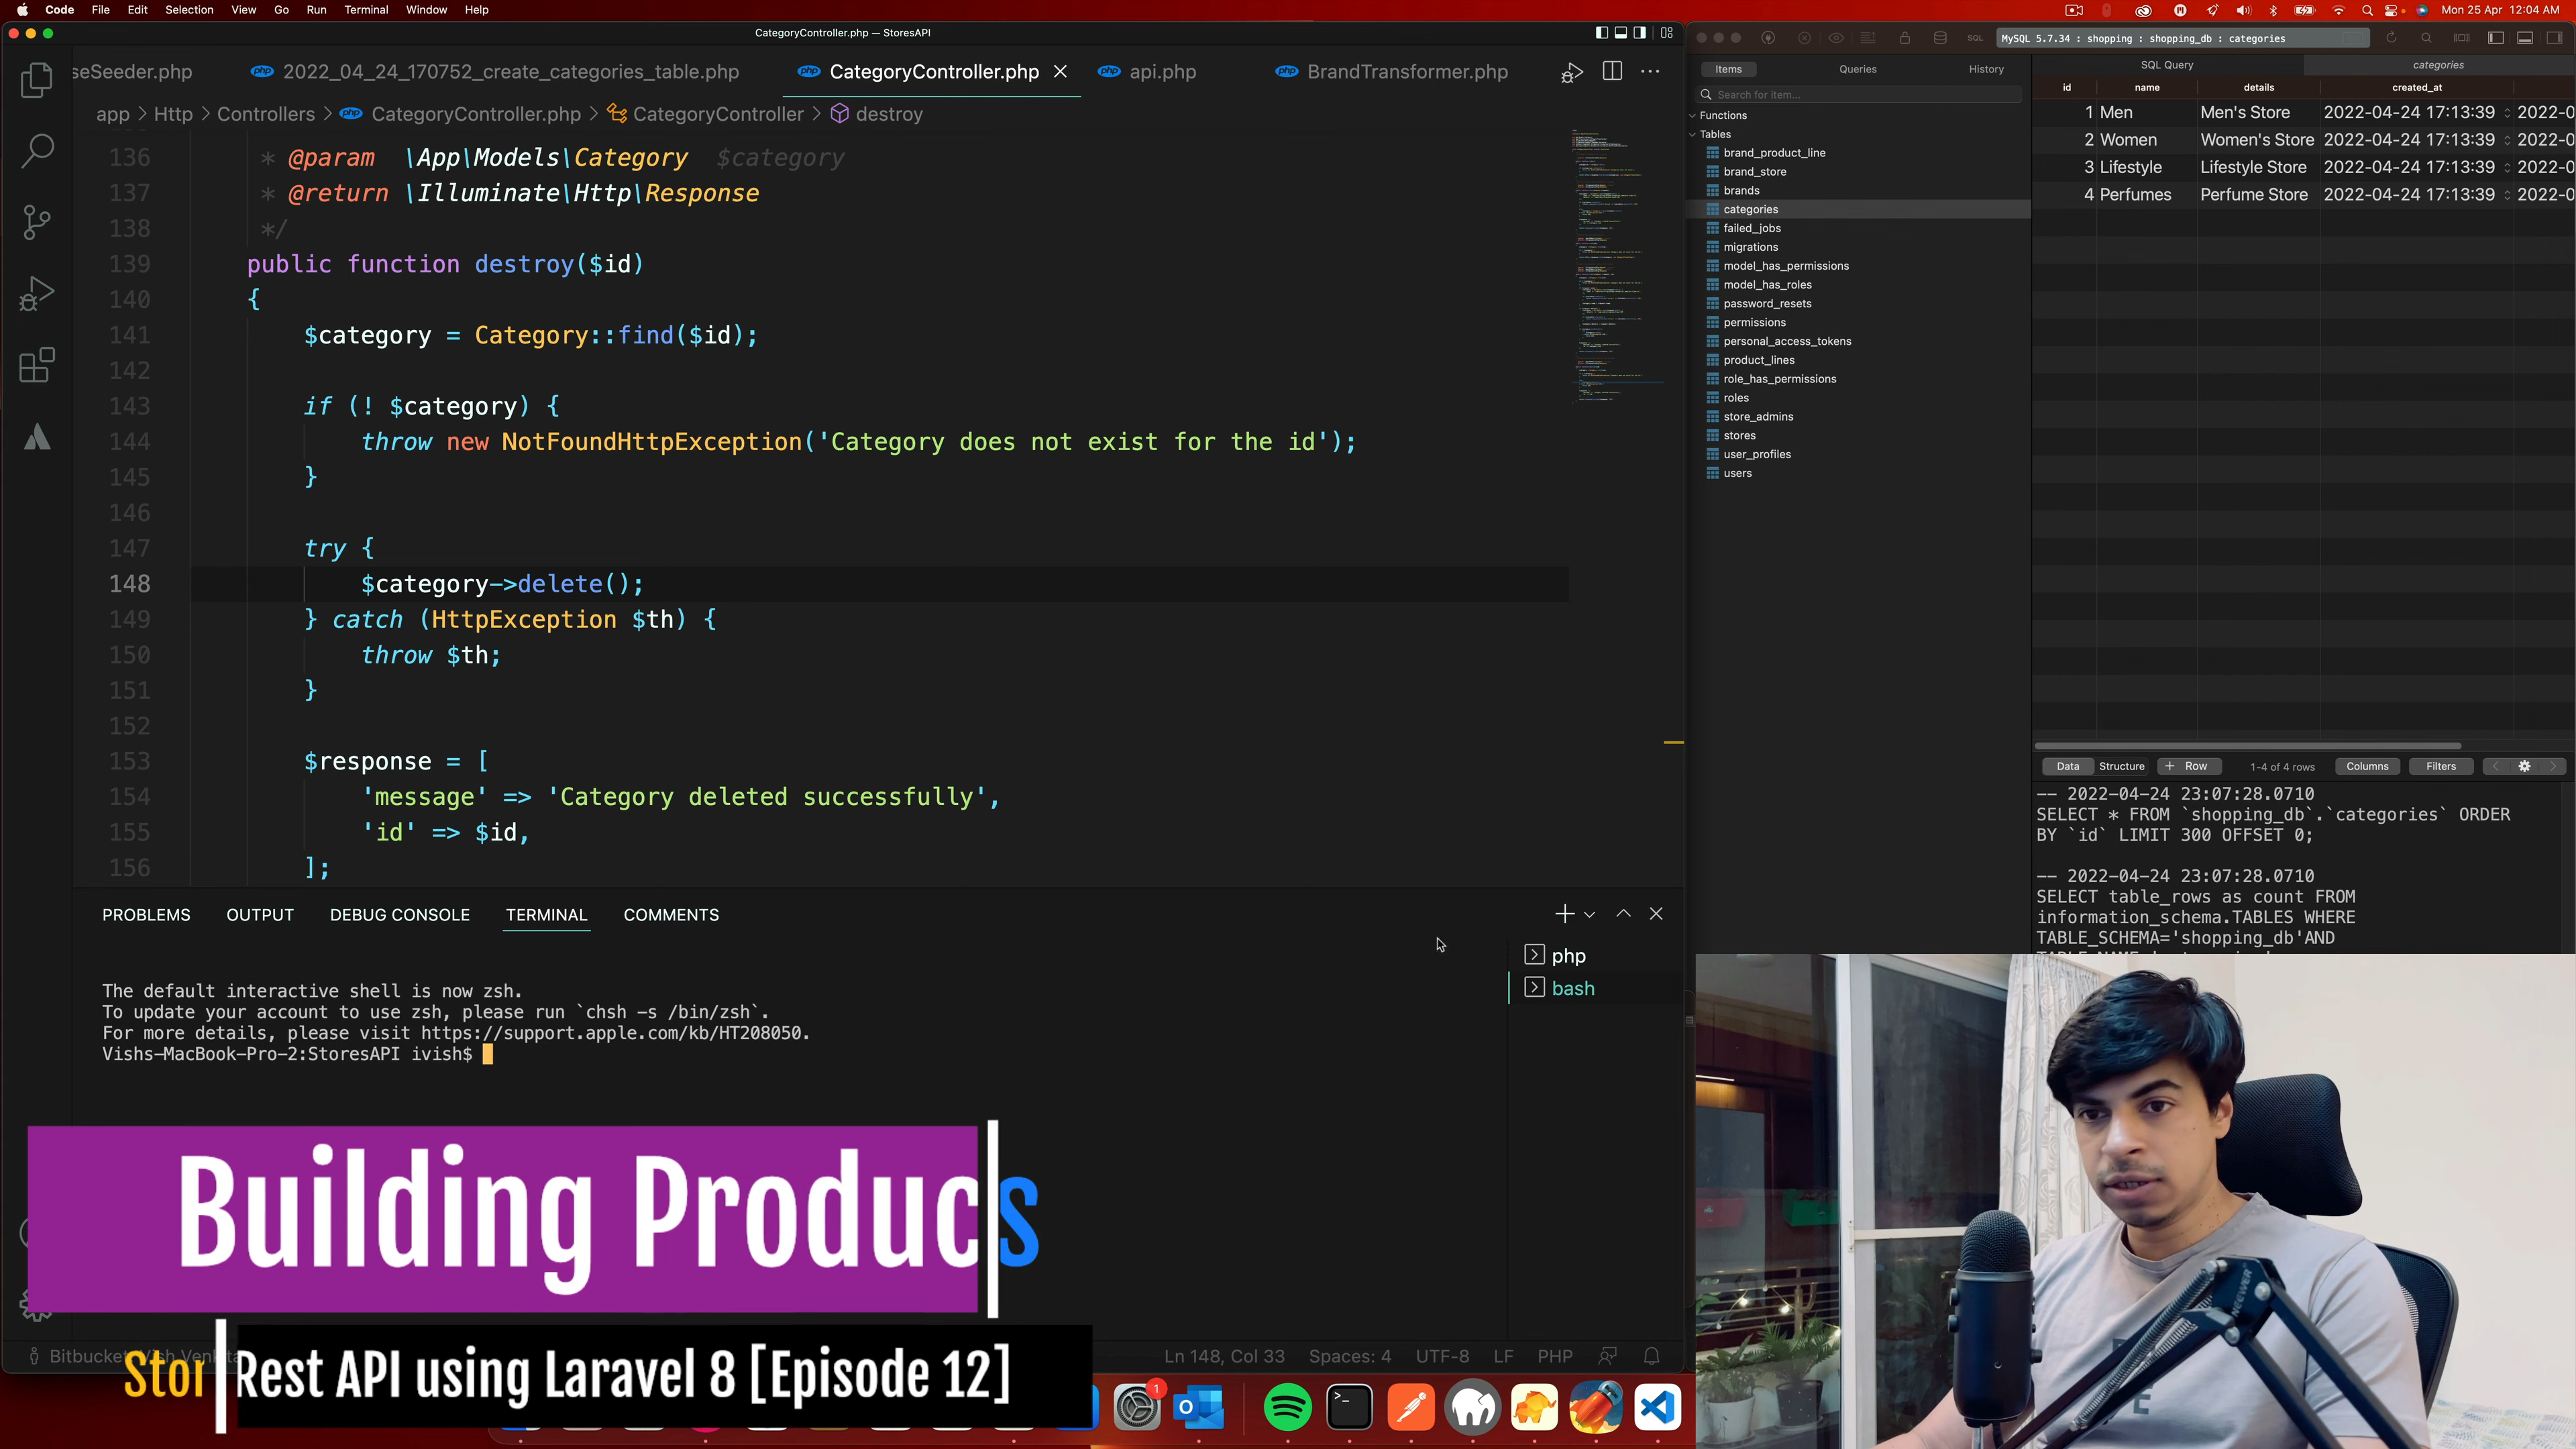 Code File Edit Selection View Go Run Terminal Window Help
Mon 25 Apr 12:04 AM
CategoryController.php — StoresAPI
seSeeder.php 2022_04_24_170752_create_categories_table.php CategoryController.php api.php BrandTransformer.php
app > Http > Controllers > CategoryController.php > CategoryController > destroy
136 * @param \App\Models\Category $category
137 * @return \Illuminate\Http\Response
138 */
139 public function destroy($id)
140 {
141 $category = Category::find($id);
142
143 if (! $category) {
144 throw new NotFoundHttpException('Category does not exist for the id');
145 }
146
147 try {
148 $category->delete();
149 } catch (HttpException $th) {
150 throw $th;
151 }
152
153 $response = [
154 'message' => 'Category deleted successfully',
155 'id' => $id,
156 ];
PROBLEMS OUTPUT DEBUG CONSOLE TERMINAL COMMENTS
php
bash
The default interactive shell is now zsh.
To update your account to use zsh, please run `chsh -s /bin/zsh`.
For more details, please visit https://support.apple.com/kb/HT208050.
Vishs-MacBook-Pro-2:StoresAPI ivish$
Building Producs
Stor Rest API using Laravel 8 [Episode 12]
Ln 148, Col 33 Spaces: 4 UTF-8 LF PHP
1
SQL MySQL 5.7.34 : shopping : shopping_db : categories
Items Queries History
Search for item...
Functions
Tables
brand_product_line
brand_store
brands
categories
failed_jobs
migrations
model_has_permissions
model_has_roles
password_resets
permissions
personal_access_tokens
product_lines
role_has_permissions
roles
store_admins
stores
user_profiles
users
SQL Query categories
id name details created_at
1 Men Men's Store 2022-04-24 17:13:39 2022-0
2 Women Women's Store 2022-04-24 17:13:39 2022-0
3 Lifestyle Lifestyle Store 2022-04-24 17:13:39 2022-0
4 Perfumes Perfume Store 2022-04-24 17:13:39 2022-0
Data Structure + Row 1-4 of 4 rows Columns Filters
-- 2022-04-24 23:07:28.0710
SELECT * FROM `shopping_db`.`categories` ORDER
BY `id` LIMIT 300 OFFSET 0;
-- 2022-04-24 23:07:28.0710
SELECT table_rows as count FROM
information_schema.TABLES WHERE
TABLE_SCHEMA='shopping_db'AND
NEEWER